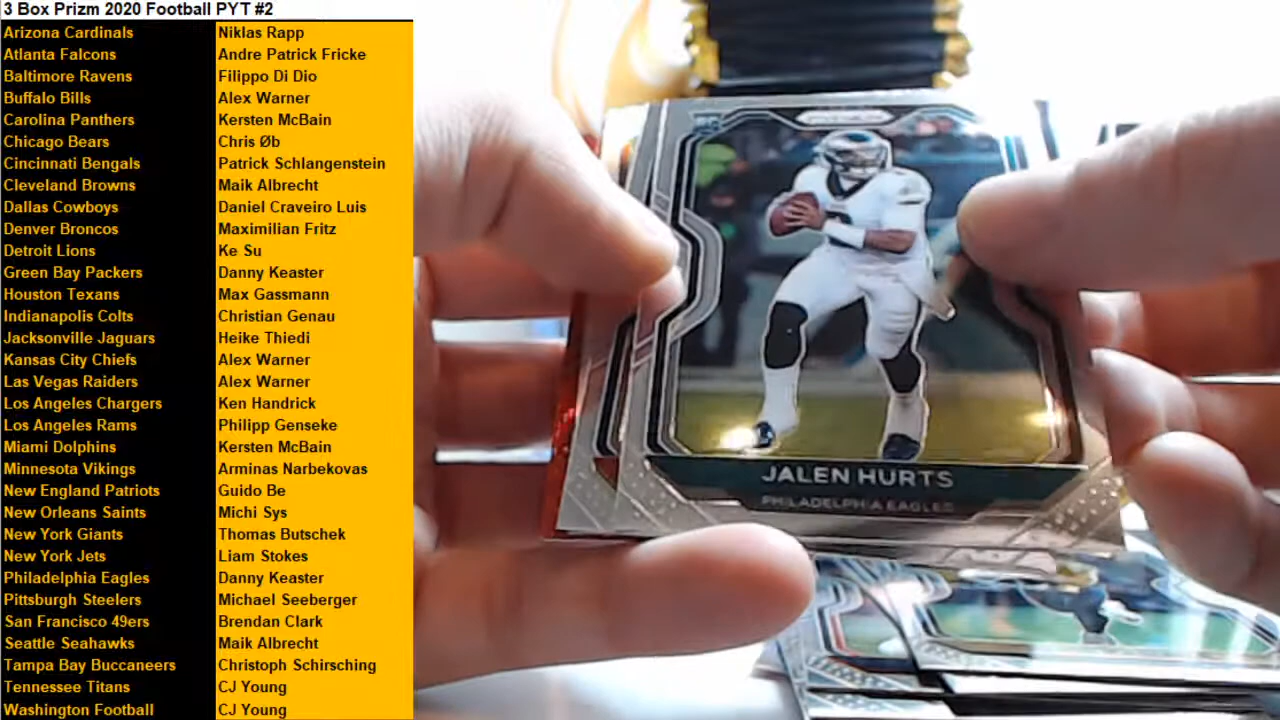 3 Box Prizm 2020 Football PYT #2
Arizona Cardinals Niklas Rapp
Atlanta Falcons Andre Patrick Fricke
Baltimore Ravens Filippo Di Dio
Buffalo Bills Alex Warner
Carolina Panthers Kersten McBain
Chicago Bears Chris Øb
Cincinnati Bengals Patrick Schlangenstein
Cleveland Browns Maik Albrecht
Dallas Cowboys Daniel Craveiro Luis
Denver Broncos Maximilian Fritz
Detroit Lions Ke Su
Green Bay Packers Danny Keaster
Houston Texans Max Gassmann
Indianapolis Colts Christian Genau
Jacksonville Jaguars Heike Thiedi
Kansas City Chiefs Alex Warner
Las Vegas Raiders Alex Warner
Los Angeles Chargers Ken Handrick
Los Angeles Rams Philipp Genseke
Miami Dolphins Kersten McBain
Minnesota Vikings Arminas Narbekovas
New England Patriots Guido Be
New Orleans Saints Michi Sys
New York Giants Thomas Butschek
New York Jets Liam Stokes
Philadelphia Eagles Danny Keaster
Pittsburgh Steelers Michael Seeberger
San Francisco 49ers Brendan Clark
Seattle Seahawks Maik Albrecht
Tampa Bay Buccaneers Christoph Schirsching
Tennessee Titans CJ Young
Washington Football CJ Young
JALEN HURTS
PHILADELPHIA EAGLES